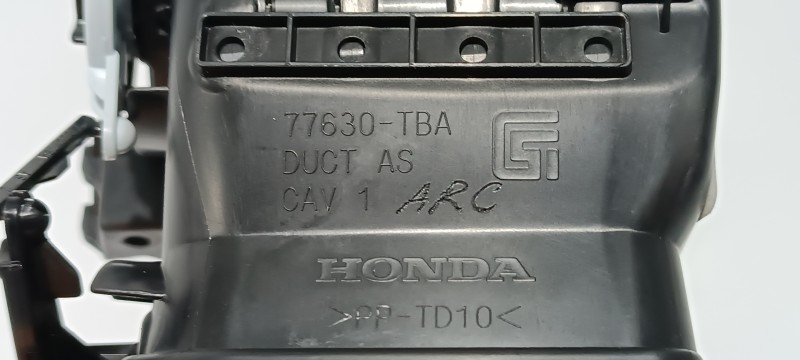 77630-TBA
DUCT AS
CAV 1 ARC
HONDA
>PP-TD10<